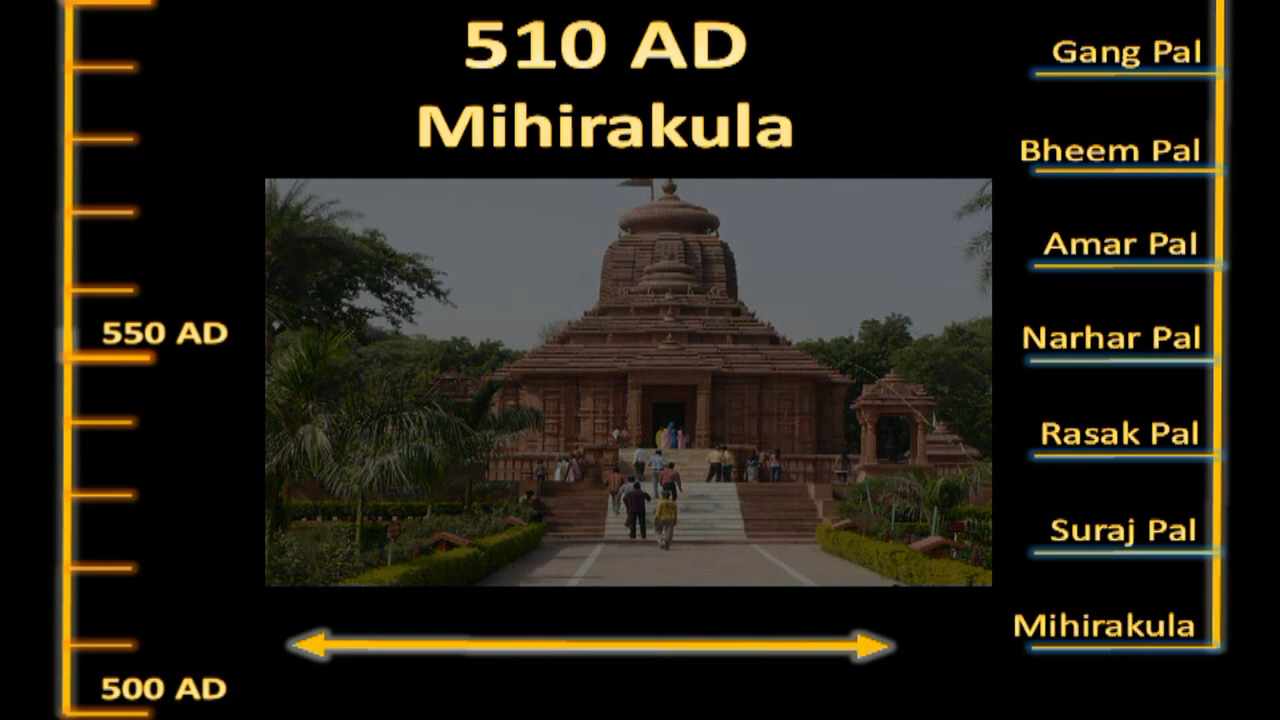 510 AD
Mihirakula
550 AD
500 AD
Gang Pal
Bheem Pal
Amar Pal
Narhar Pal
Rasak Pal
Suraj Pal
Mihirakula